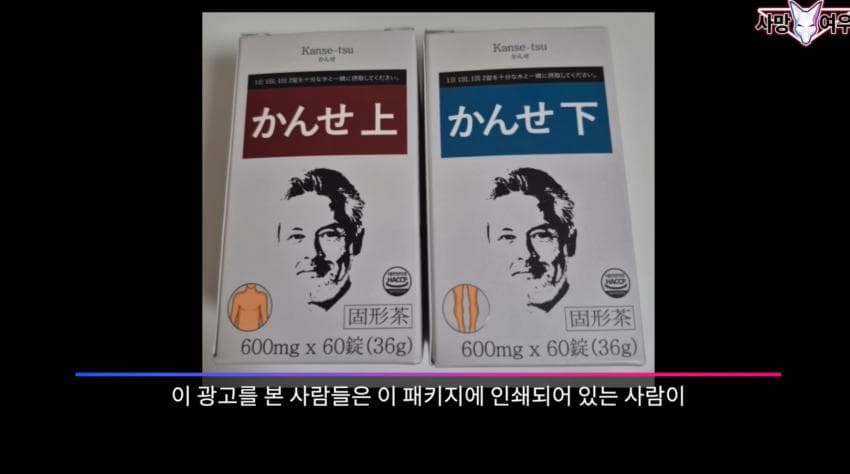 사망여우
Kanse-tsu
かんせ
1日 1回, 1回 2錠を十分な水と一緒に摂取してください。
かんせ 上
HACCP
固形茶
600mg x 60錠(36g)
Kanse-tsu
かんせ
1日 1回, 1回 2錠を十分な水と一緒に摂取してください。
かんせ 下
HACCP
固形茶
600mg x 60錠(36g)
이 광고를 본 사람들은 이 패키지에 인쇄되어 있는 사람이